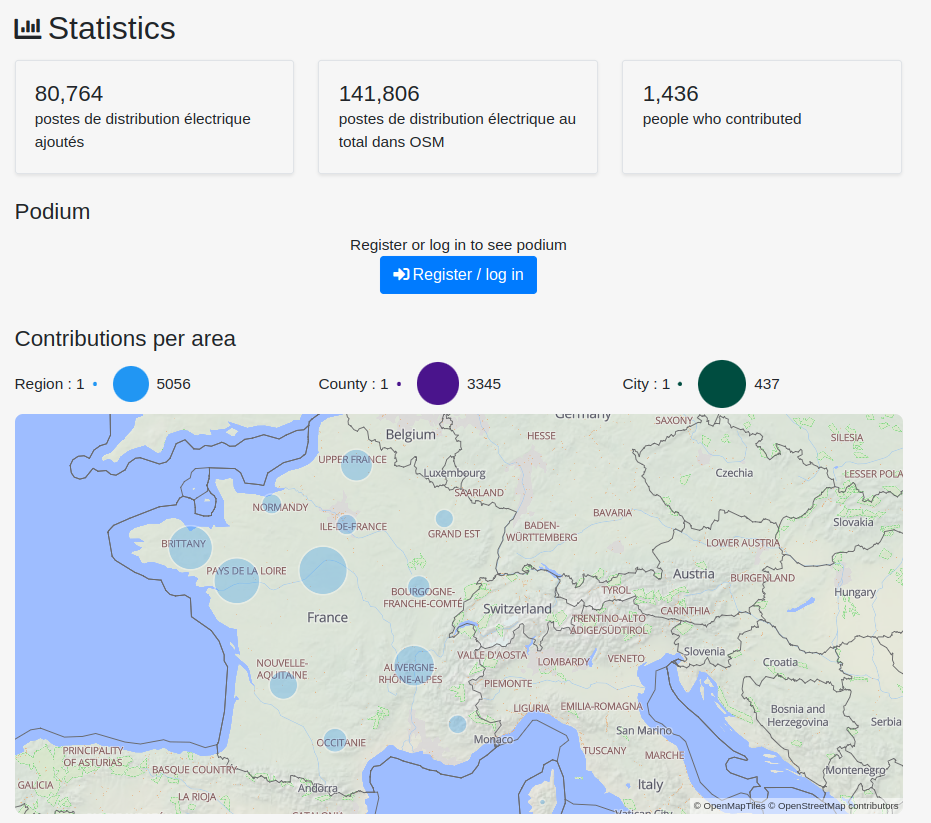 Statistics
80,764
postes de distribution électrique
ajoutés
141,806
postes de distribution électrique au
total dans OSM
1,436
people who contributed
Podium
Register or log in to see podium
Register / log in
Contributions per area
Region : 1 • 5056
County : 1 • 3345
City : 1 • 437
Germany
SAXONY
Belgium
HESSE
SILESIA
UPPER FRANCE
Luxembourg
Czechia
LESSER POLA
SAARLAND
NORMANDY
BAVARIA
ILE-DE-FRANCE
GRAND EST
BADEN-
WÜRTTEMBERG
Slovakia
BRITTANY
LOWER AUSTRIA
PAYS DE LA LOIRE
Austria
BURGENLAND
BOURGOGNE-
FRANCHE-COMTÉ
TYROL
Hungary
France
Switzerland
CARINTHIA
TRENTINO-ALTO
ADIGE/SÜDTIROL
VALLE D'AOSTA
LOMBARDY
VENETO
Slovenia
Croatia
NOUVELLE-
AQUITAINE
AUVERGNE-
RHÔNE-ALPES
PIEMONTE
LIGURIA
EMILIA-ROMAGNA
Bosnia and
Herzegovina
Serbia
San Marino
OCCITANIE
Monaco
PRINCIPALITY
OF ASTURIAS
TUSCANY
MARCHE
BASQUE COUNTRY
Montenegro
GALICIA
Andorra
Italy
LA RIOJA
CATALONIA
Vatican City
© OpenMapTiles © OpenStreetMap contributors